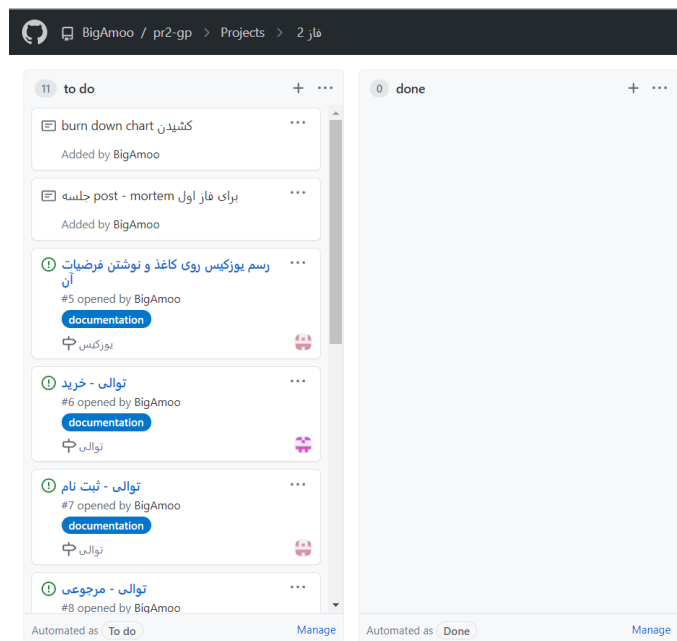 BigAmoo / pr2-gp > Projects > فاز 2
11 to do
کشیدن burn down chart
Added by BigAmoo
جلسه post - mortem برای فاز اول
Added by BigAmoo
رسم یوزکیس روی کاغذ و نوشتن فرضیات
آن
#5 opened by BigAmoo
documentation
یوزکیس
توالی - خرید
#6 opened by BigAmoo
documentation
توالی
توالی - ثبت نام
#7 opened by BigAmoo
documentation
توالی
توالی - مرجوعی
#8 opened by BigAmoo
Automated as To do Manage
0 done
Automated as Done Manage